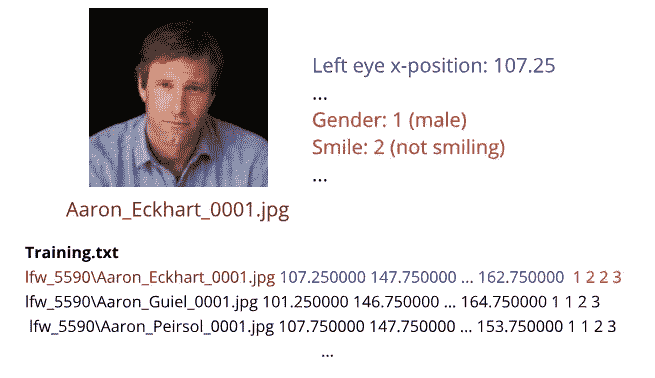 Left eye x-position: 107.25
...
Gender: 1 (male)
Smile: 2 (not smiling)
...
Aaron_Eckhart_0001.jpg
Training.txt
lfw_5590\Aaron_Eckhart_0001.jpg 107.250000 147.750000 ... 162.750000 1 2 2 3
lfw_5590\Aaron_Guiel_0001.jpg 101.250000 146.750000 ... 164.750000 1 1 2 3
lfw_5590\Aaron_Peirsol_0001.jpg 107.750000 147.750000 ... 153.750000 1 1 2 3
...